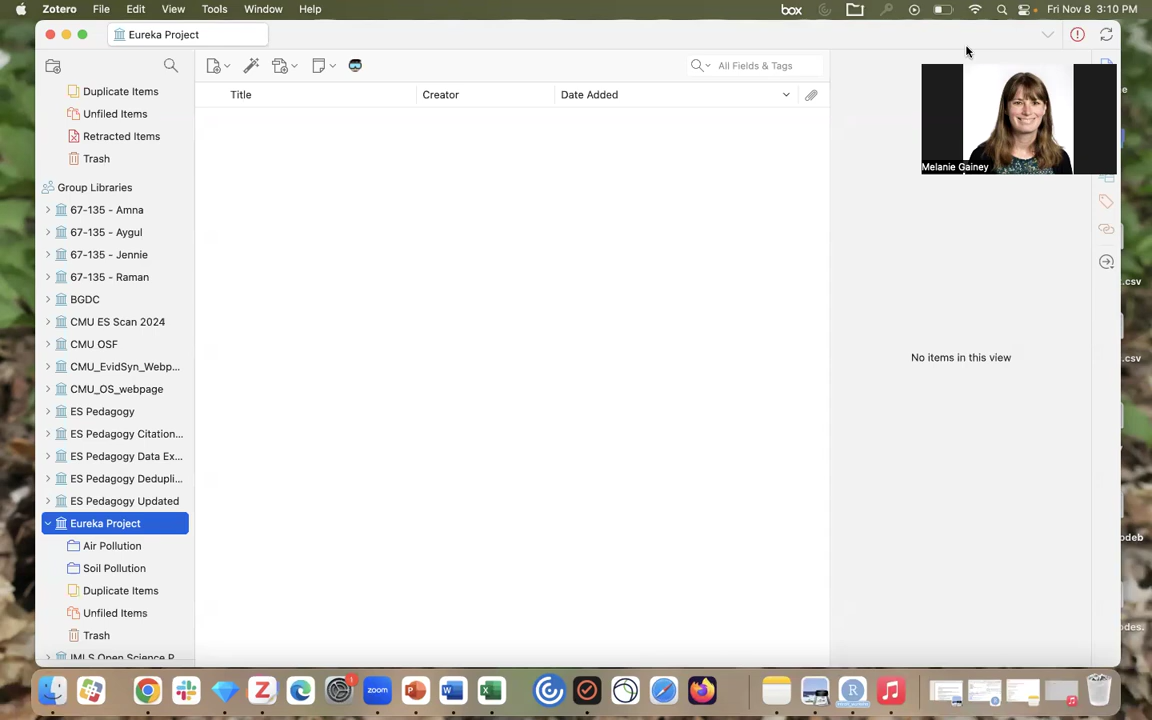 Zotero File Edit View Tools Window Help box Fri Nov 8 3:10 PM
Eureka Project
All Fields & Tags
Title Creator Date Added
Duplicate Items
Unfiled Items
Retracted Items
Trash
Group Libraries
67-135 - Amna
67-135 - Aygul
67-135 - Jennie
67-135 - Raman
BGDC
CMU ES Scan 2024
CMU OSF
CMU_EvidSyn_Webp...
CMU_OS_webpage
ES Pedagogy
ES Pedagogy Citation...
ES Pedagogy Data Ex...
ES Pedagogy Dedupli...
ES Pedagogy Updated
Eureka Project
Air Pollution
Soil Pollution
Duplicate Items
Unfiled Items
Trash
Melanie Gainey
No items in this view
.csv
.csv
odeb
odes.
zoom
1